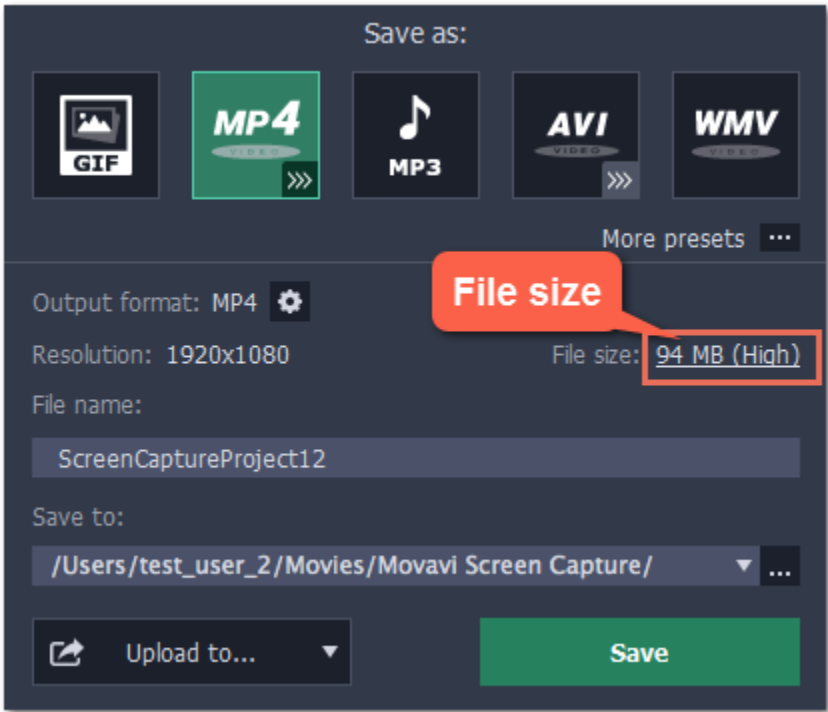 Save as:
GIF
MP4
VIDEO
MP3
AVI
VIDEO
WMV
VIDEO
More presets ...
File size
Output format: MP4
Resolution: 1920x1080 File size: 94 MB (High)
File name:
ScreenCaptureProject12
Save to:
/Users/test_user_2/Movies/Movavi Screen Capture/ ...
Upload to... Save